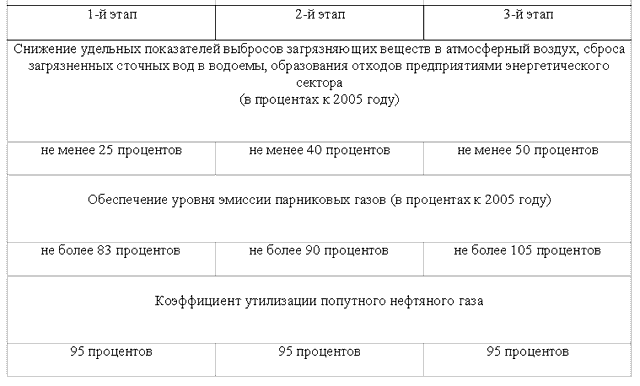 1-й этап 2-й этап 3-й этап
Снижение удельных показателей выбросов загрязняющих веществ в атмосферный воздух, сброса
загрязненных сточных вод в водоемы, образования отходов предприятиями энергетического
сектора
(в процентах к 2005 году)
не менее 25 процентов не менее 40 процентов не менее 50 процентов
Обеспечение уровня эмиссии парниковых газов (в процентах к 2005 году)
не более 83 процентов не более 90 процентов не более 105 процентов
Коэффициент утилизации попутного нефтяного газа
95 процентов 95 процентов 95 процентов